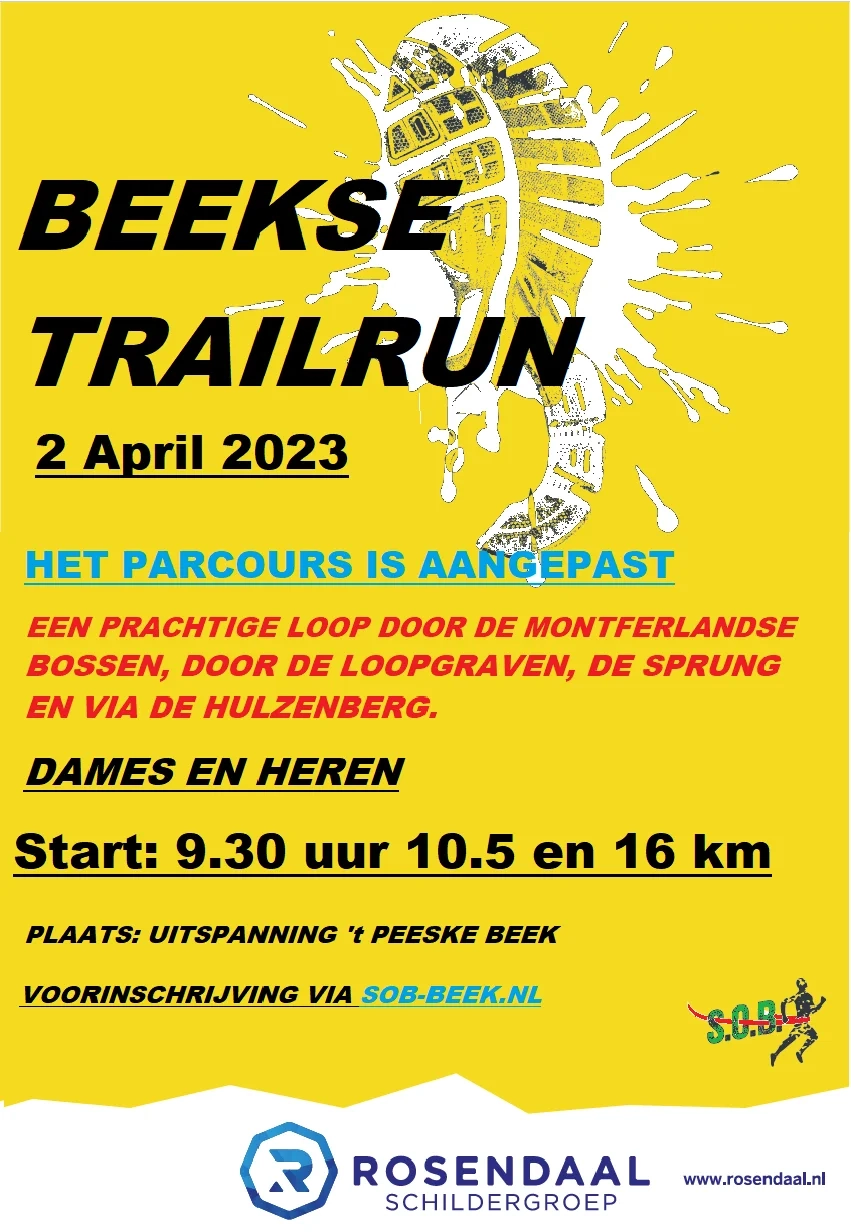 BEEKSE
TRAILRUN
2 April 2023
HET PARCOURS IS AANGEPAST
EEN PRACHTIGE LOOP DOOR DE MONTFERLANDSE
BOSSEN, DOOR DE LOOPGRAVEN, DE SPRUNG
EN VIA DE HULZENBERG.
DAMES EN HEREN
Start: 9.30 uur 10.5 en 16 km
PLAATS: UITSPANNING 't PEESKE BEEK
VOORINSCHRIJVING VIA SOB-BEEK.NL
S.O.B.
ROSENDAAL
SCHILDERGROEP
www.rosendaal.nl